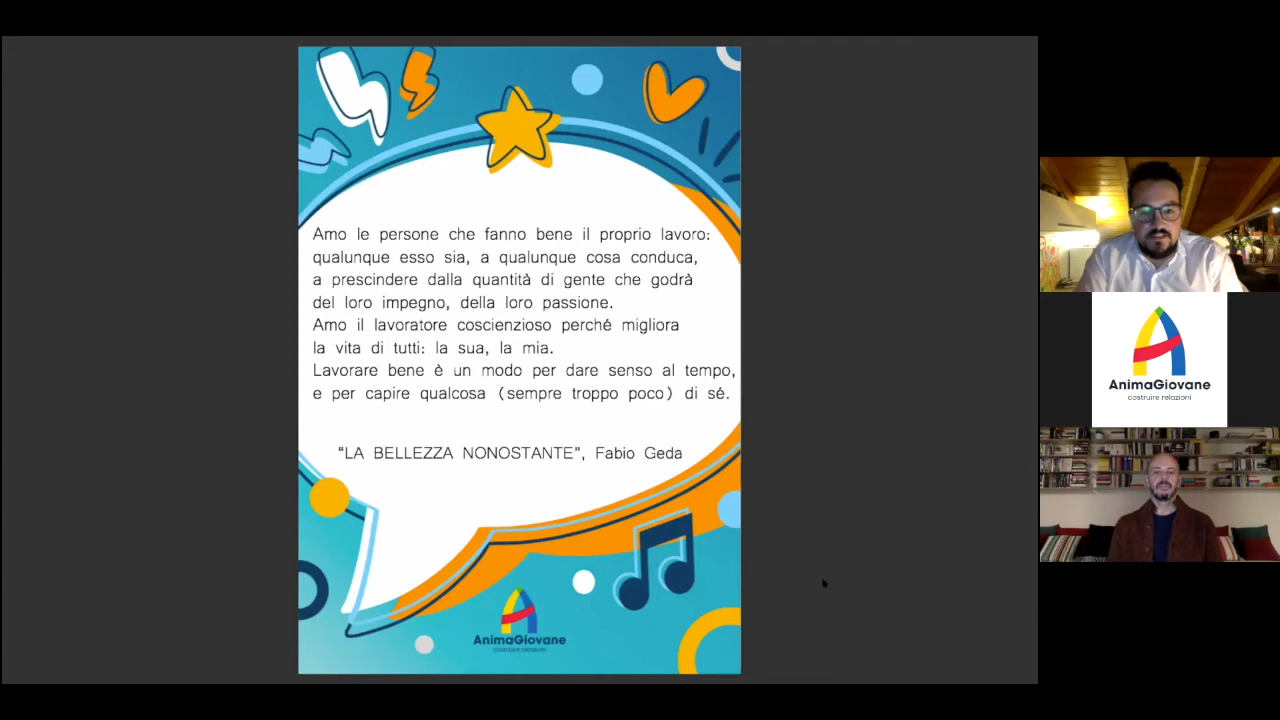 Amo le persone che fanno bene il proprio lavoro:
qualunque esso sia, a qualunque cosa conduca,
a prescindere dalla quantità di gente che godrà
del loro impegno, della loro passione.
Amo il lavoratore coscienzioso perché migliora
la vita di tutti: la sua, la mia.
Lavorare bene è un modo per dare senso al tempo,
e per capire qualcosa (sempre troppo poco) di sé.
“LA BELLEZZA NONOSTANTE”, Fabio Geda
AnimaGiovane
costruire relazioni
AnimaGiovane
costruire relazioni